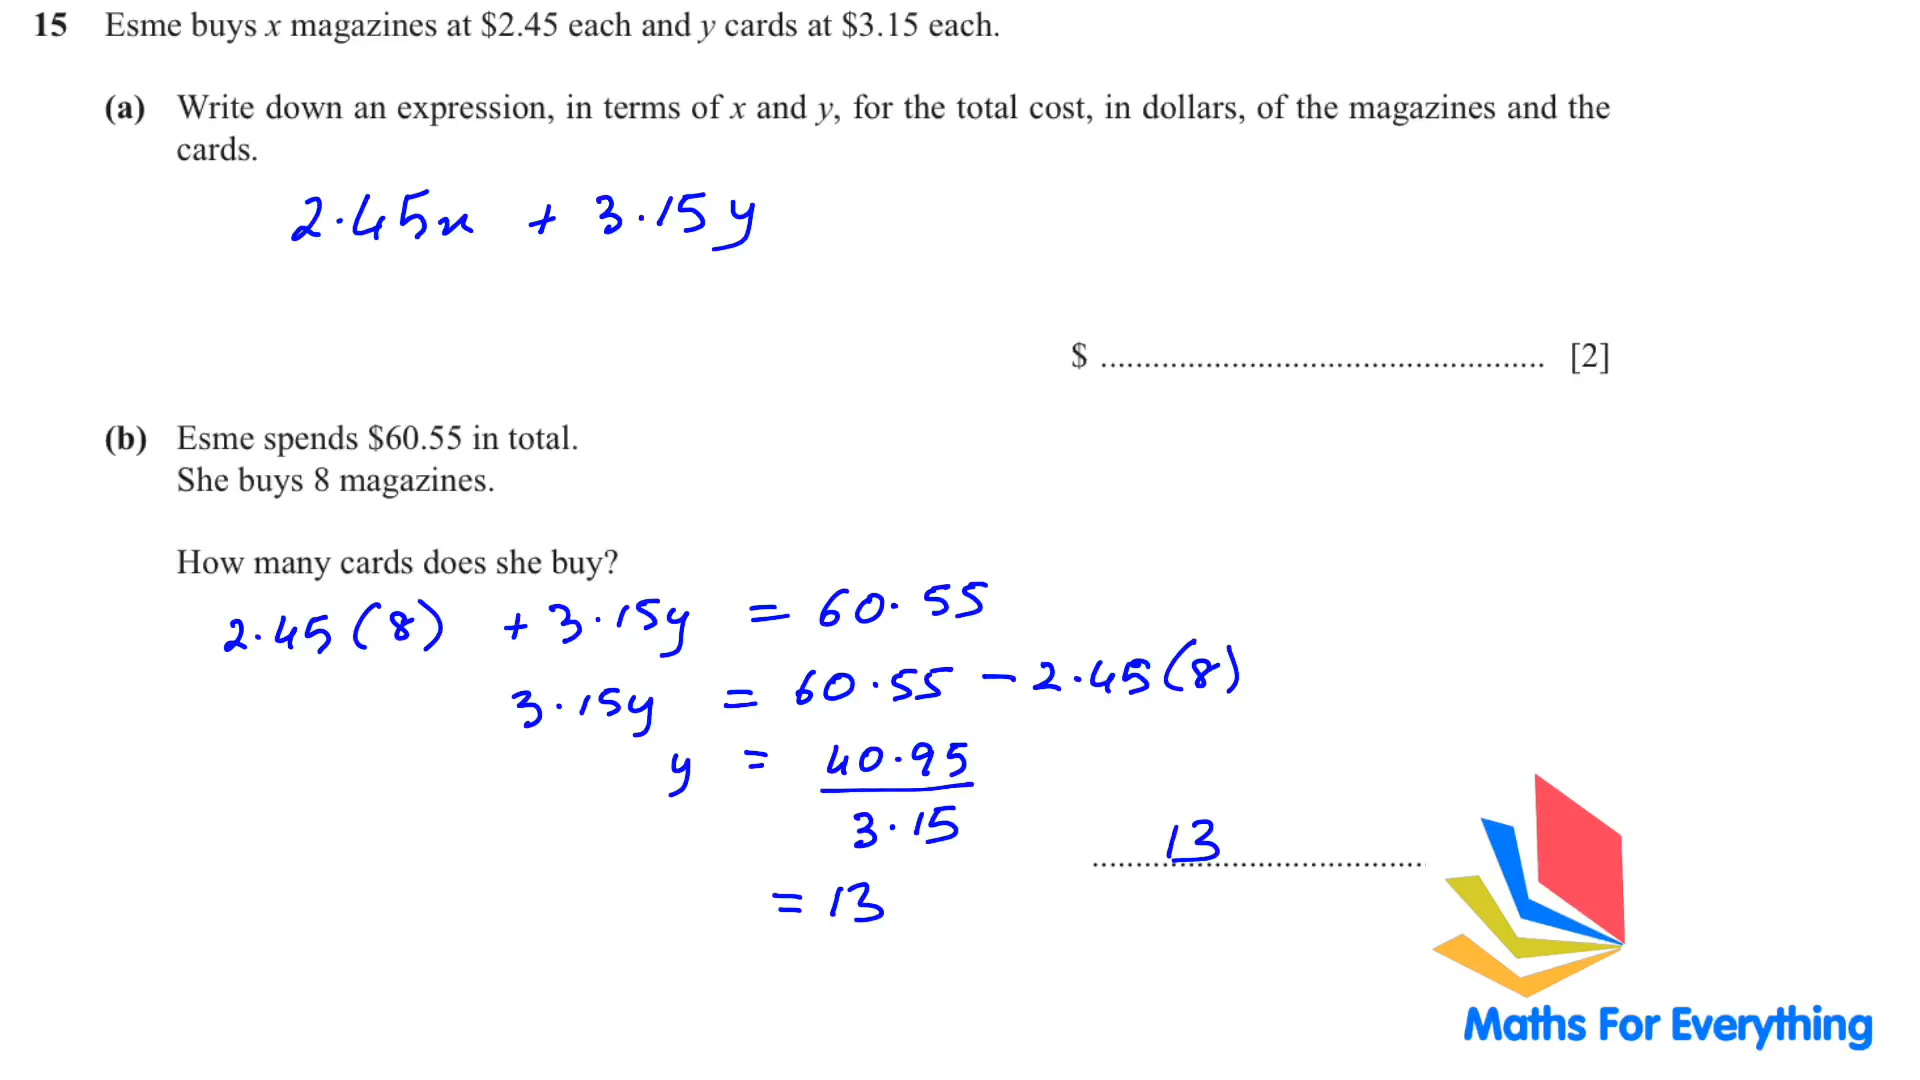 15 Esme buys x magazines at $2.45 each and y cards at $3.15 each.
(a) Write down an expression, in terms of x and y, for the total cost, in dollars, of the magazines and the
cards.
2.45x + 3.15y
$ .................................................. [2]
(b) Esme spends $60.55 in total.
She buys 8 magazines.
How many cards does she buy?
2.45(8) + 3.15y = 60.55
3.15y = 60.55 - 2.45(8)
y = 40.95
3.15
13
= 13
Maths For Everything